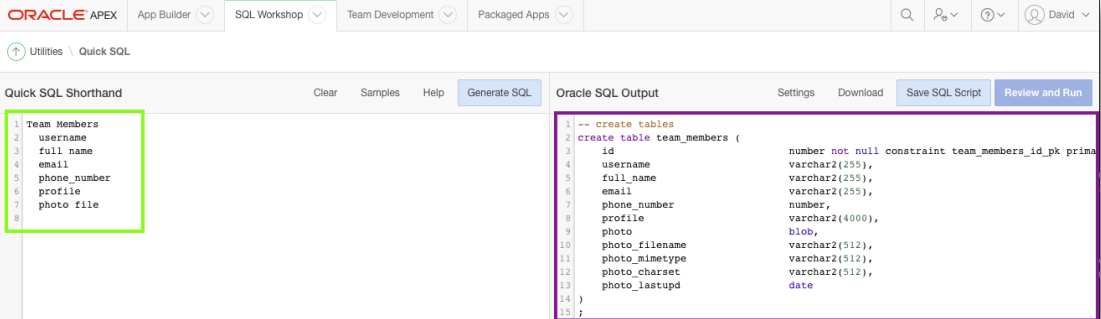 ORACLE APEX App Builder SQL Workshop Team Development Packaged Apps David
Utilities \ Quick SQL
Quick SQL Shorthand Clear Samples Help Generate SQL
1 Team Members
2 username
3 full name
4 email
5 phone_number
6 profile
7 photo file
8
Oracle SQL Output Settings Download Save SQL Script Review and Run
1 -- create tables
2 create table team_members (
3 id number not null constraint team_members_id_pk prima
4 username varchar2(255),
5 full_name varchar2(255),
6 email varchar2(255),
7 phone_number number,
8 profile varchar2(4000),
9 photo blob,
10 photo_filename varchar2(512),
11 photo_mimetype varchar2(512),
12 photo_charset varchar2(512),
13 photo_lastupd date
14 )
15 ;